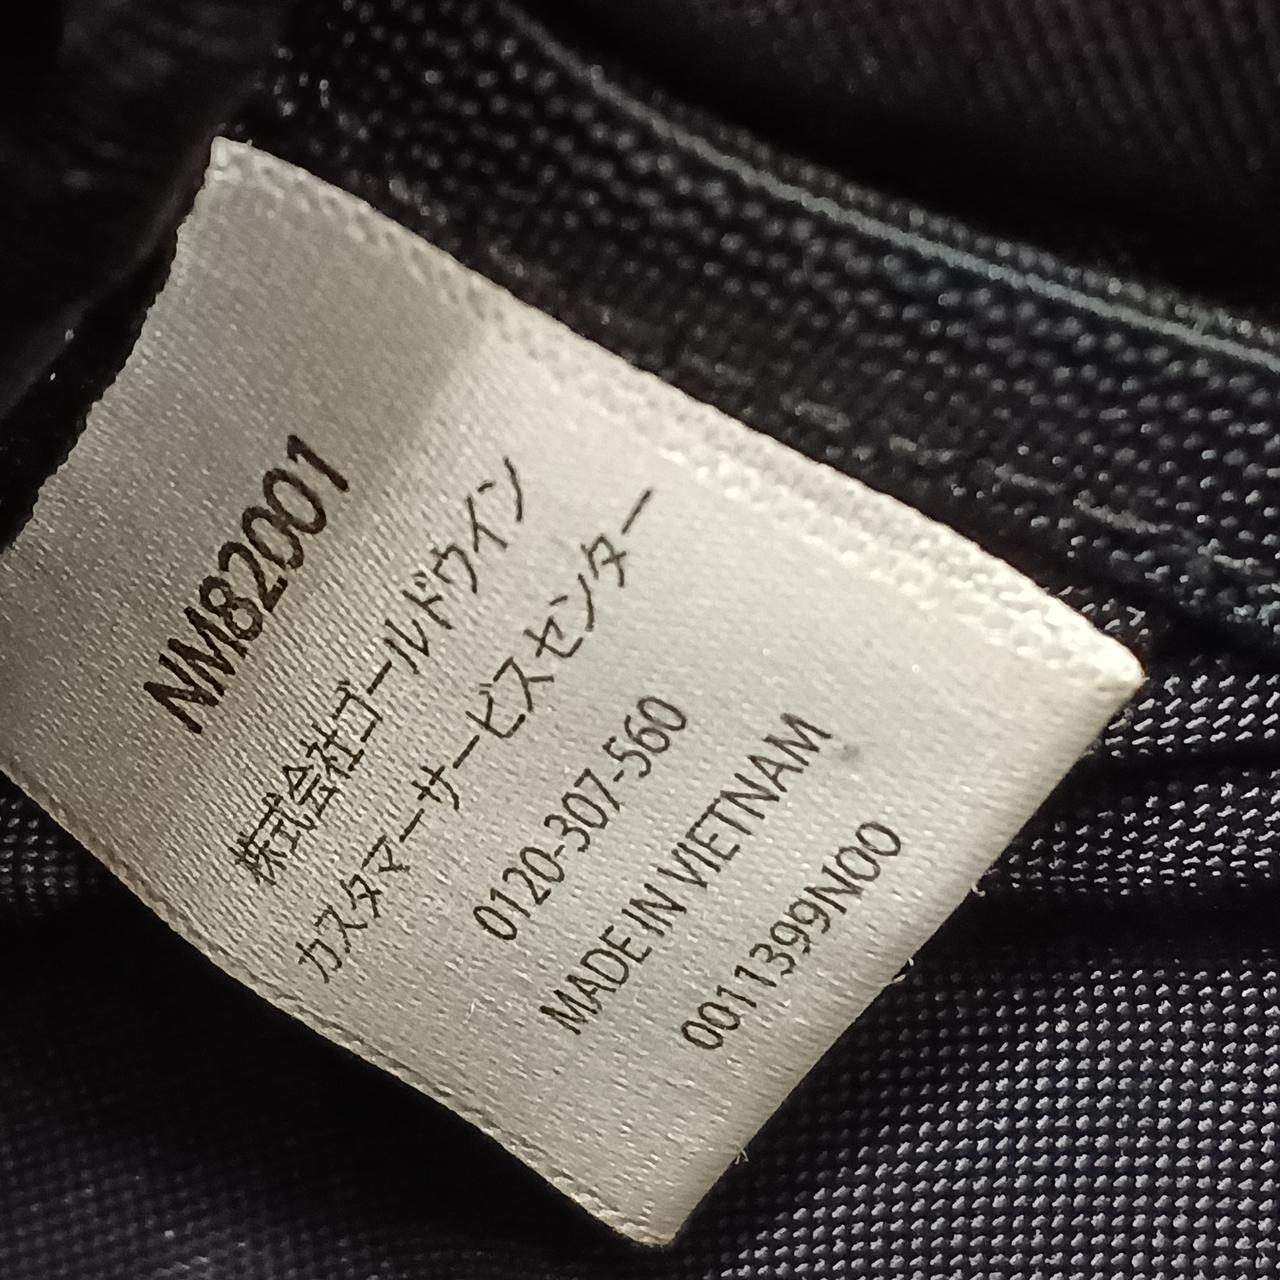 NM82001
株式会社ゴールドウイン
カスタマーサービスセンター
0120-307-560
MADE IN VIETNAM
0011399N00